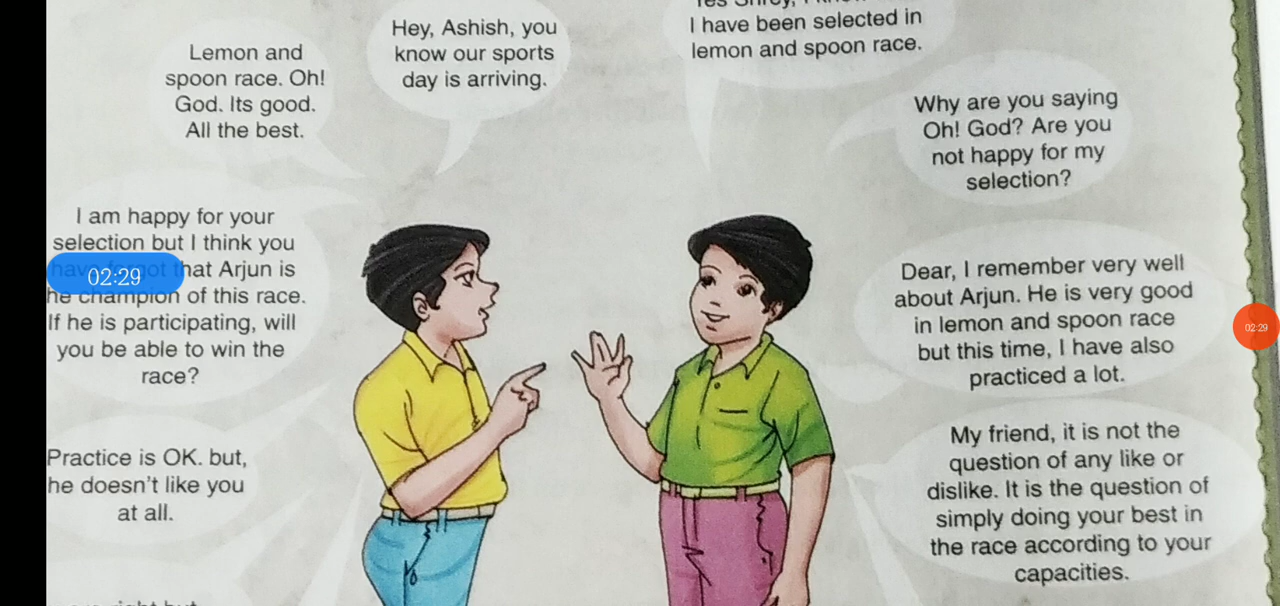 Hey, Ashish, you
know our sports
day is arriving.
I have been selected in
lemon and spoon race.
Lemon and
spoon race. Oh!
God. Its good.
All the best.
Why are you saying
Oh! God? Are you
not happy for my
selection?
I am happy for your
selection but I think you
have forgot that Arjun is
he champion of this race.
If he is participating, will
you be able to win the
race?
Dear, I remember very well
about Arjun. He is very good
in lemon and spoon race
but this time, I have also
practiced a lot.
Practice is OK. but,
he doesn't like you
at all.
My friend, it is not the
question of any like or
dislike. It is the question of
simply doing your best in
the race according to your
capacities.
02:29
02:29